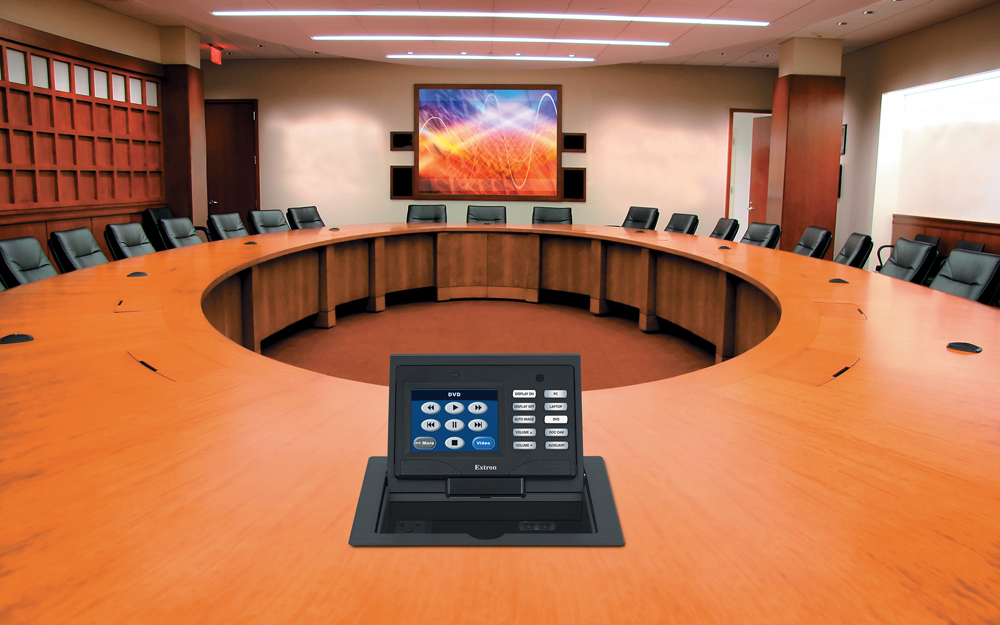 EXIT
DVD
<< More
Video
DISPLAY ON
PC
DISPLAY OFF
LAPTOP
AUTO IMAGE
DVD
VOLUME ▲
DOC CAM
VOLUME ▼
AUXILIARY
Extron